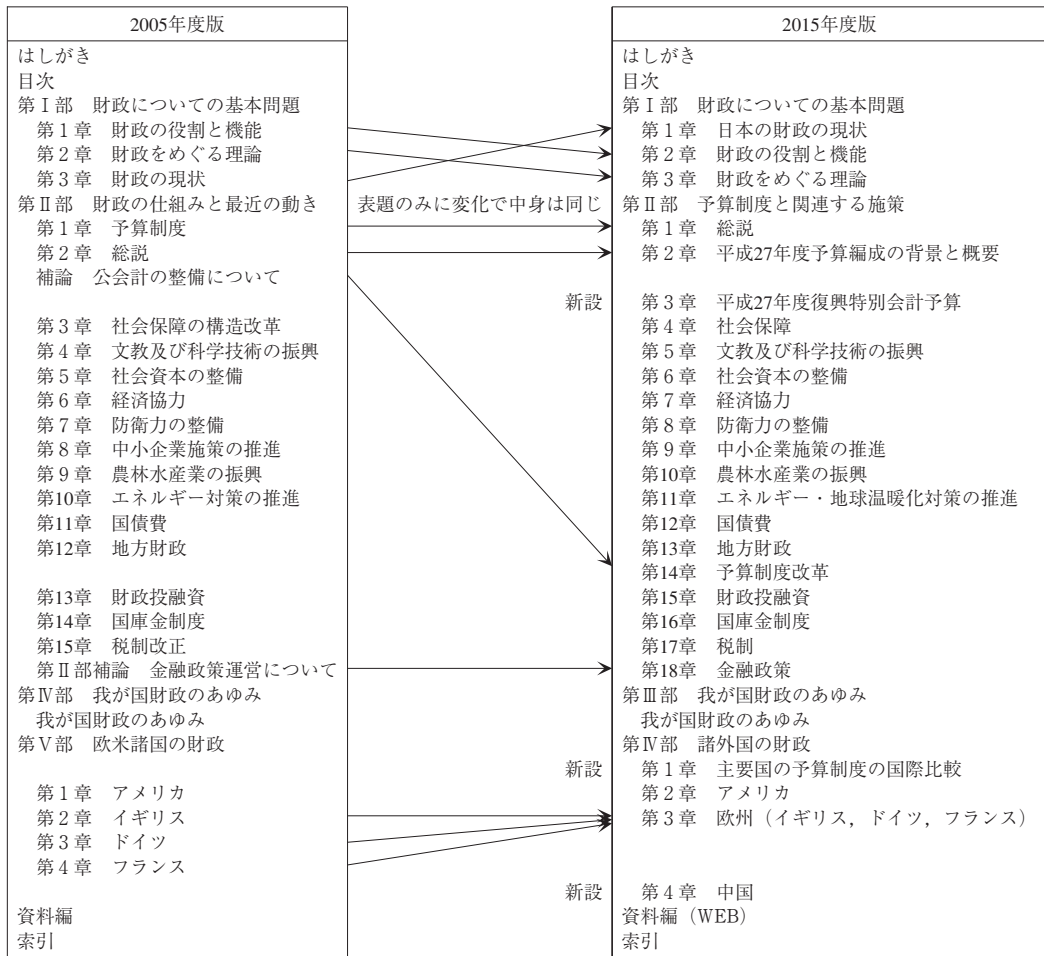 2005年度版
はしがき
目次
第Ⅰ部　財政についての基本問題
第1章　財政の役割と機能
第2章　財政をめぐる理論
第3章　財政の現状
第Ⅱ部　財政の仕組みと最近の動き
第1章　予算制度
第2章　総説
補論　公会計の整備について
第3章　社会保障の構造改革
第4章　文教及び科学技術の振興
第5章　社会資本の整備
第6章　経済協力
第7章　防衛力の整備
第8章　中小企業施策の推進
第9章　農林水産業の振興
第10章　エネルギー対策の推進
第11章　国債費
第12章　地方財政
第13章　財政投融資
第14章　国庫金制度
第15章　税制改正
第Ⅱ部補論　金融政策運営について
第Ⅳ部　我が国財政のあゆみ
我が国財政のあゆみ
第Ⅴ部　欧米諸国の財政
第1章　アメリカ
第2章　イギリス
第3章　ドイツ
第4章　フランス
資料編
索引
表題のみに変化で中身は同じ
新設
新設
新設
2015年度版
はしがき
目次
第Ⅰ部　財政についての基本問題
第1章　日本の財政の現状
第2章　財政の役割と機能
第3章　財政をめぐる理論
第Ⅱ部　予算制度と関連する施策
第1章　総説
第2章　平成27年度予算編成の背景と概要
第3章　平成27年度復興特別会計予算
第4章　社会保障
第5章　文教及び科学技術の振興
第6章　社会資本の整備
第7章　経済協力
第8章　防衛力の整備
第9章　中小企業施策の推進
第10章　農林水産業の振興
第11章　エネルギー・地球温暖化対策の推進
第12章　国債費
第13章　地方財政
第14章　予算制度改革
第15章　財政投融資
第16章　国庫金制度
第17章　税制
第18章　金融政策
第Ⅲ部　我が国財政のあゆみ
我が国財政のあゆみ
第Ⅳ部　諸外国の財政
第1章　主要国の予算制度の国際比較
第2章　アメリカ
第3章　欧州（イギリス，ドイツ，フランス）
第4章　中国
資料編（WEB）
索引